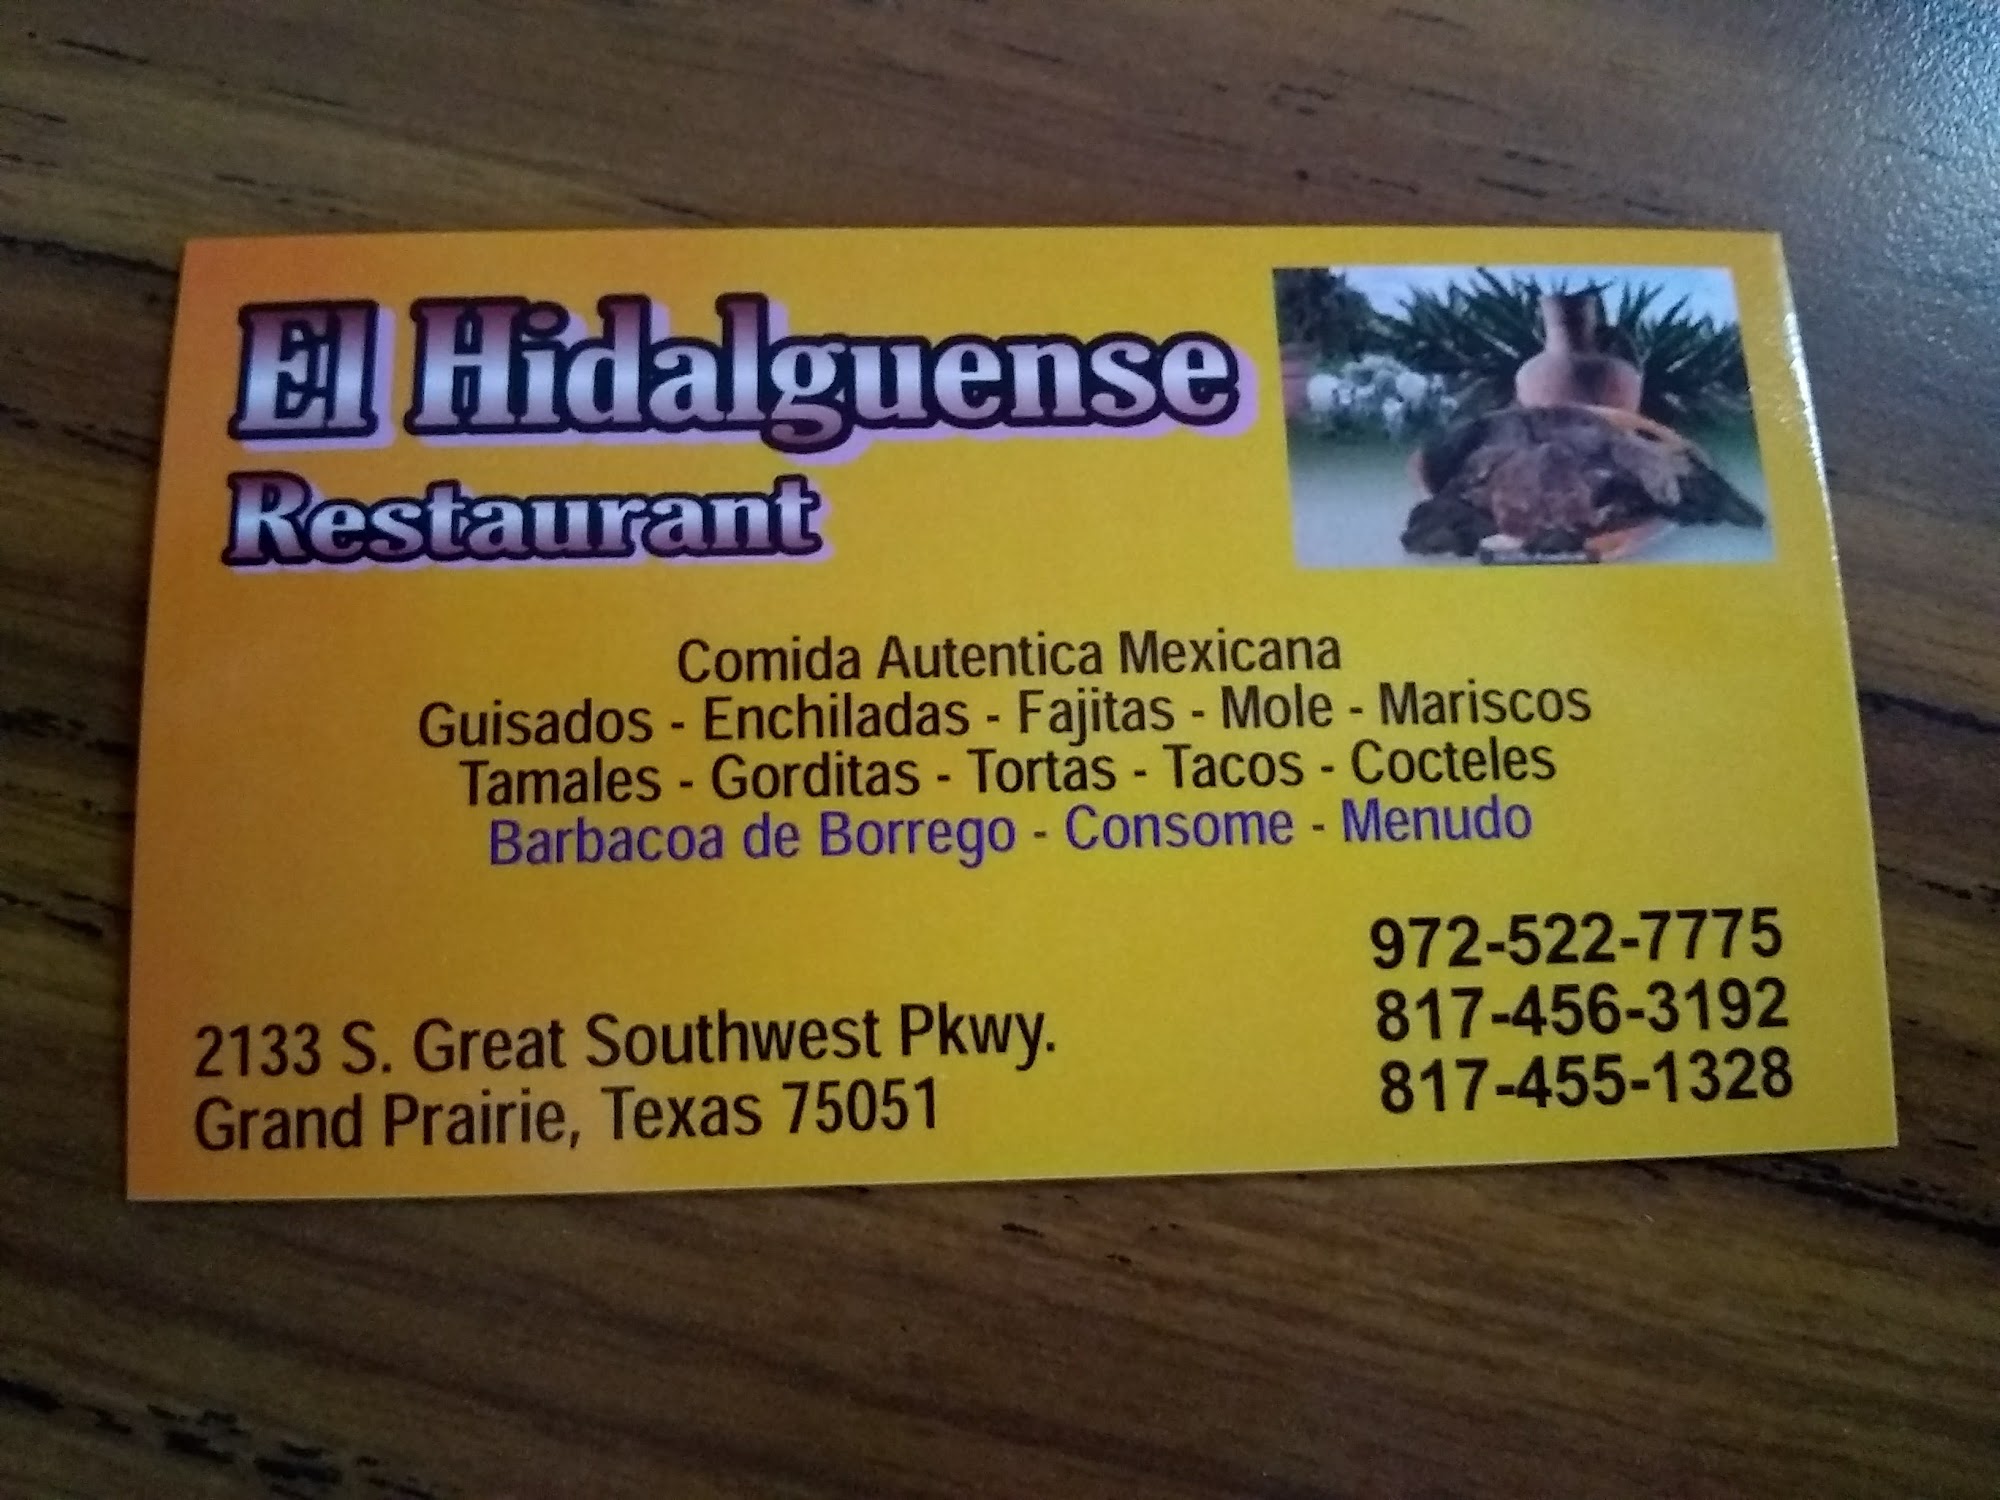 El Hidalguense
Restaurant
Comida Autentica Mexicana
Guisados - Enchiladas - Fajitas - Mole - Mariscos
Tamales - Gorditas - Tortas - Tacos - Cocteles
Barbacoa de Borrego - Consome - Menudo
972-522-7775
817-456-3192
817-455-1328
2133 S. Great Southwest Pkwy.
Grand Prairie, Texas 75051